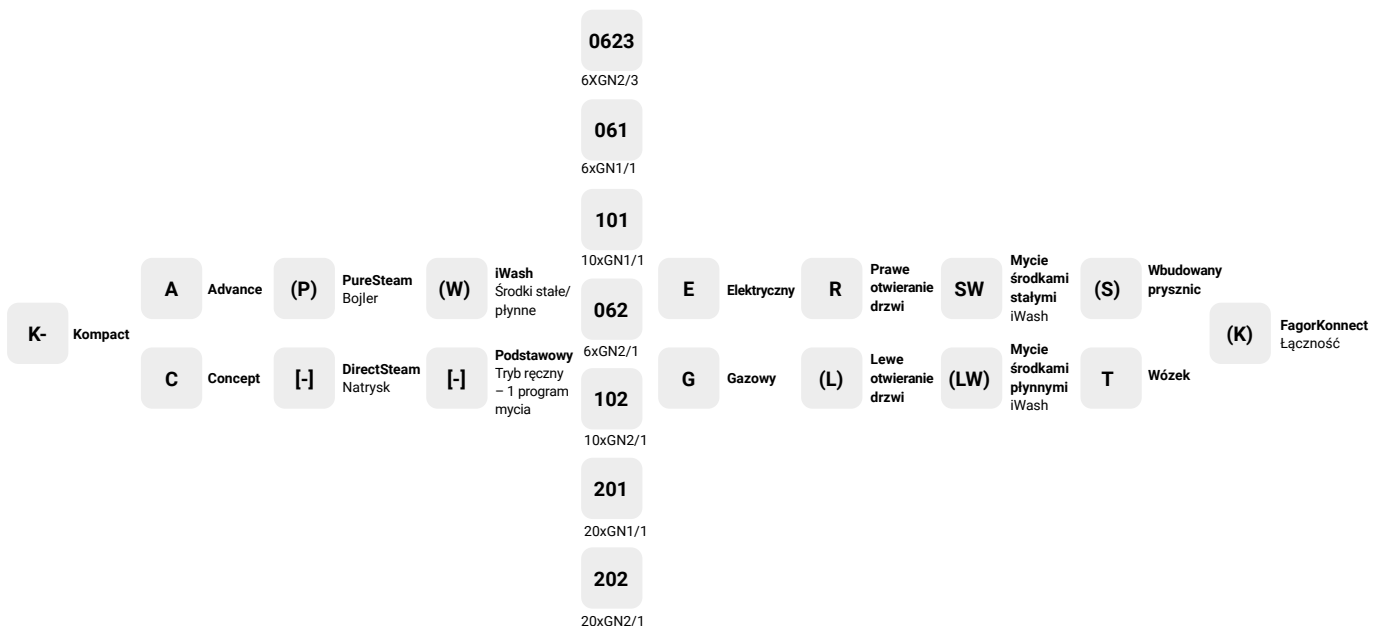 K-
Kompact
A
Advance
C
Concept
(P)
PureSteam
Bojler
[-]
DirectSteam
Natrysk
(W)
iWash
Środki stałe/
płynne
[-]
Podstawowy
Tryb ręczny
– 1 program
mycia
0623
6XGN2/3
061
6xGN1/1
101
10xGN1/1
062
6xGN2/1
102
10xGN2/1
201
20xGN1/1
202
20xGN2/1
E
Elektryczny
G
Gazowy
R
Prawe
otwieranie
drzwi
(L)
Lewe
otwieranie
drzwi
SW
Mycie
środkami
stałymi
iWash
(LW)
Mycie
środkami
płynnymi
iWash
(S)
Wbudowany
prysznic
T
Wózek
(K)
FagorKonnect
Łączność